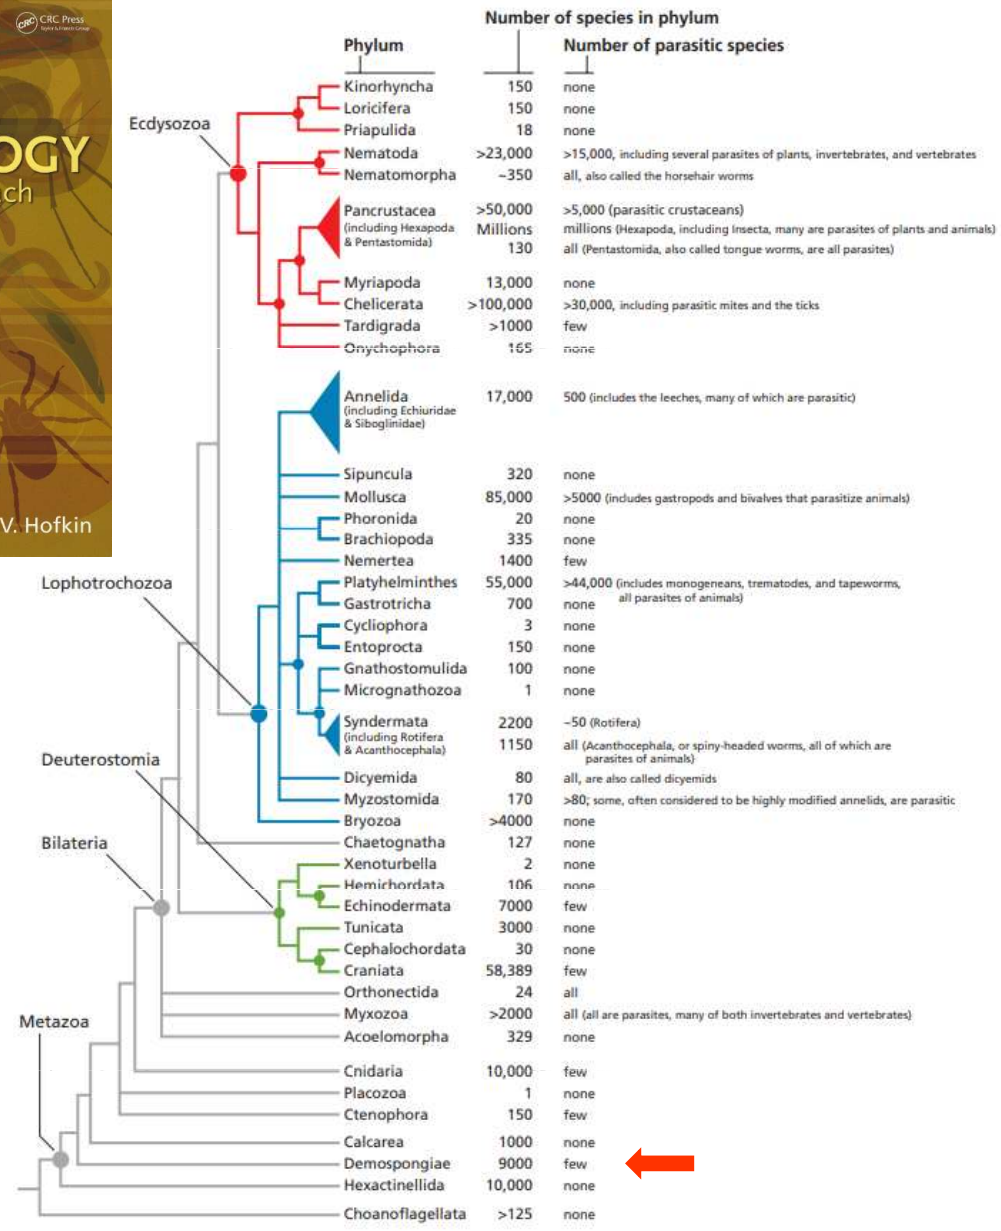 CRC CRC Press
Taylor & Francis Group
OGY
ch
V. Hofkin
Number of species in phylum
Phylum Number of parasitic species
Ecdysozoa
Kinorhyncha 150 none
Loricifera 150 none
Priapulida 18 none
Nematoda >23,000 >15,000, including several parasites of plants, invertebrates, and vertebrates
Nematomorpha ~350 all, also called the horsehair worms
Pancrustacea >50,000 >5,000 (parasitic crustaceans)
(including Hexapoda Millions millions (Hexapoda, including Insecta, many are parasites of plants and animals)
& Pentastomida) 130 all (Pentastomida, also called tongue worms, are all parasites)
Myriapoda 13,000 none
Chelicerata >100,000 >30,000, including parasitic mites and the ticks
Tardigrada >1000 few
Onychophora 165 none
Annelida 17,000 500 (includes the leeches, many of which are parasitic)
(including Echiuridae
& Siboglinidae)
Sipuncula 320 none
Mollusca 85,000 >5000 (includes gastropods and bivalves that parasitize animals)
Phoronida 20 none
Brachiopoda 335 none
Nemertea 1400 few
Lophotrochozoa
Platyhelminthes 55,000 >44,000 (includes monogeneans, trematodes, and tapeworms,
all parasites of animals)
Gastrotricha 700 none
Cycliophora 3 none
Entoprocta 150 none
Gnathostomulida 100 none
Micrognathozoa 1 none
Syndermata 2200 ~50 (Rotifera)
(including Rotifera
& Acanthocephala) 1150 all (Acanthocephala, or spiny-headed worms, all of which are
parasites of animals)
Deuterostomia
Dicyemida 80 all, are also called dicyemids
Myzostomida 170 >80; some, often considered to be highly modified annelids, are parasitic
Bryozoa >4000 none
Bilateria
Chaetognatha 127 none
Xenoturbella 2 none
Hemichordata 106 none
Echinodermata 7000 few
Tunicata 3000 none
Cephalochordata 30 none
Craniata 58,389 few
Orthonectida 24 all
Metazoa
Myxozoa >2000 all (all are parasites, many of both invertebrates and vertebrates)
Acoelomorpha 329 none
Cnidaria 10,000 few
Placozoa 1 none
Ctenophora 150 few
Calcarea 1000 none
Demospongiae 9000 few
Hexactinellida 10,000 none
Choanoflagellata >125 none